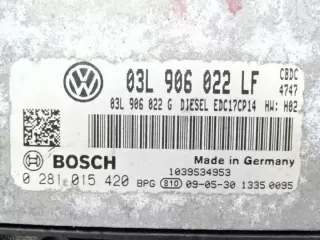 03L 906 022 LF CBDC
03L 906 022 G DIESEL EDC17CP14 4747 HW: H02
BOSCH Made in Germany
1039S34953
0 281 015 420 BPG 810 09-05-30 1335 0095